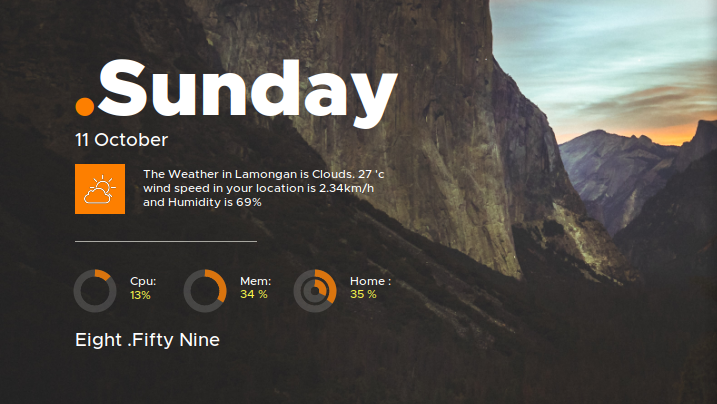 .Sunday
11 October
The Weather in Lamongan is Clouds. 27 'c
wind speed in your location is 2.34km/h
and Humidity is 69%
Cpu:
13%
Mem:
34 %
Home :
35 %
Eight .Fifty Nine